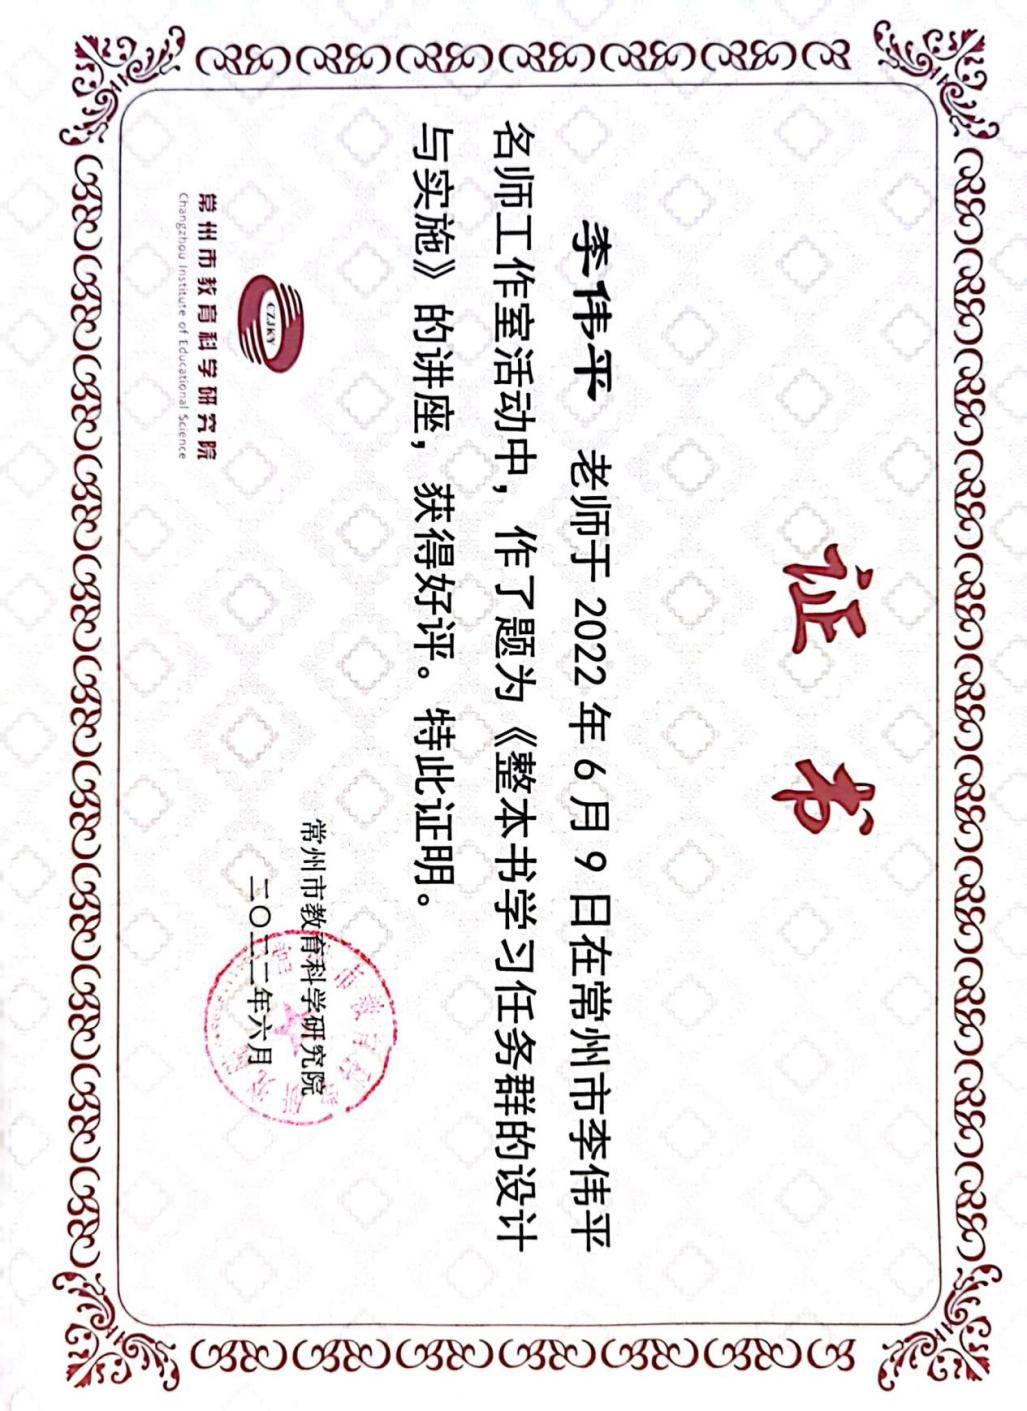 证书
李伟平 老师于 2022 年 6 月 9 日在常州市李伟平
名师工作室活动中，作了题为《整本书学习任务群的设计
与实施》的讲座，获得好评。特此证明。
CZJKY
常州市教育科学研究院
Changzhou Institute of Educational Science
常州市教育科学研究院
二〇二二年六月